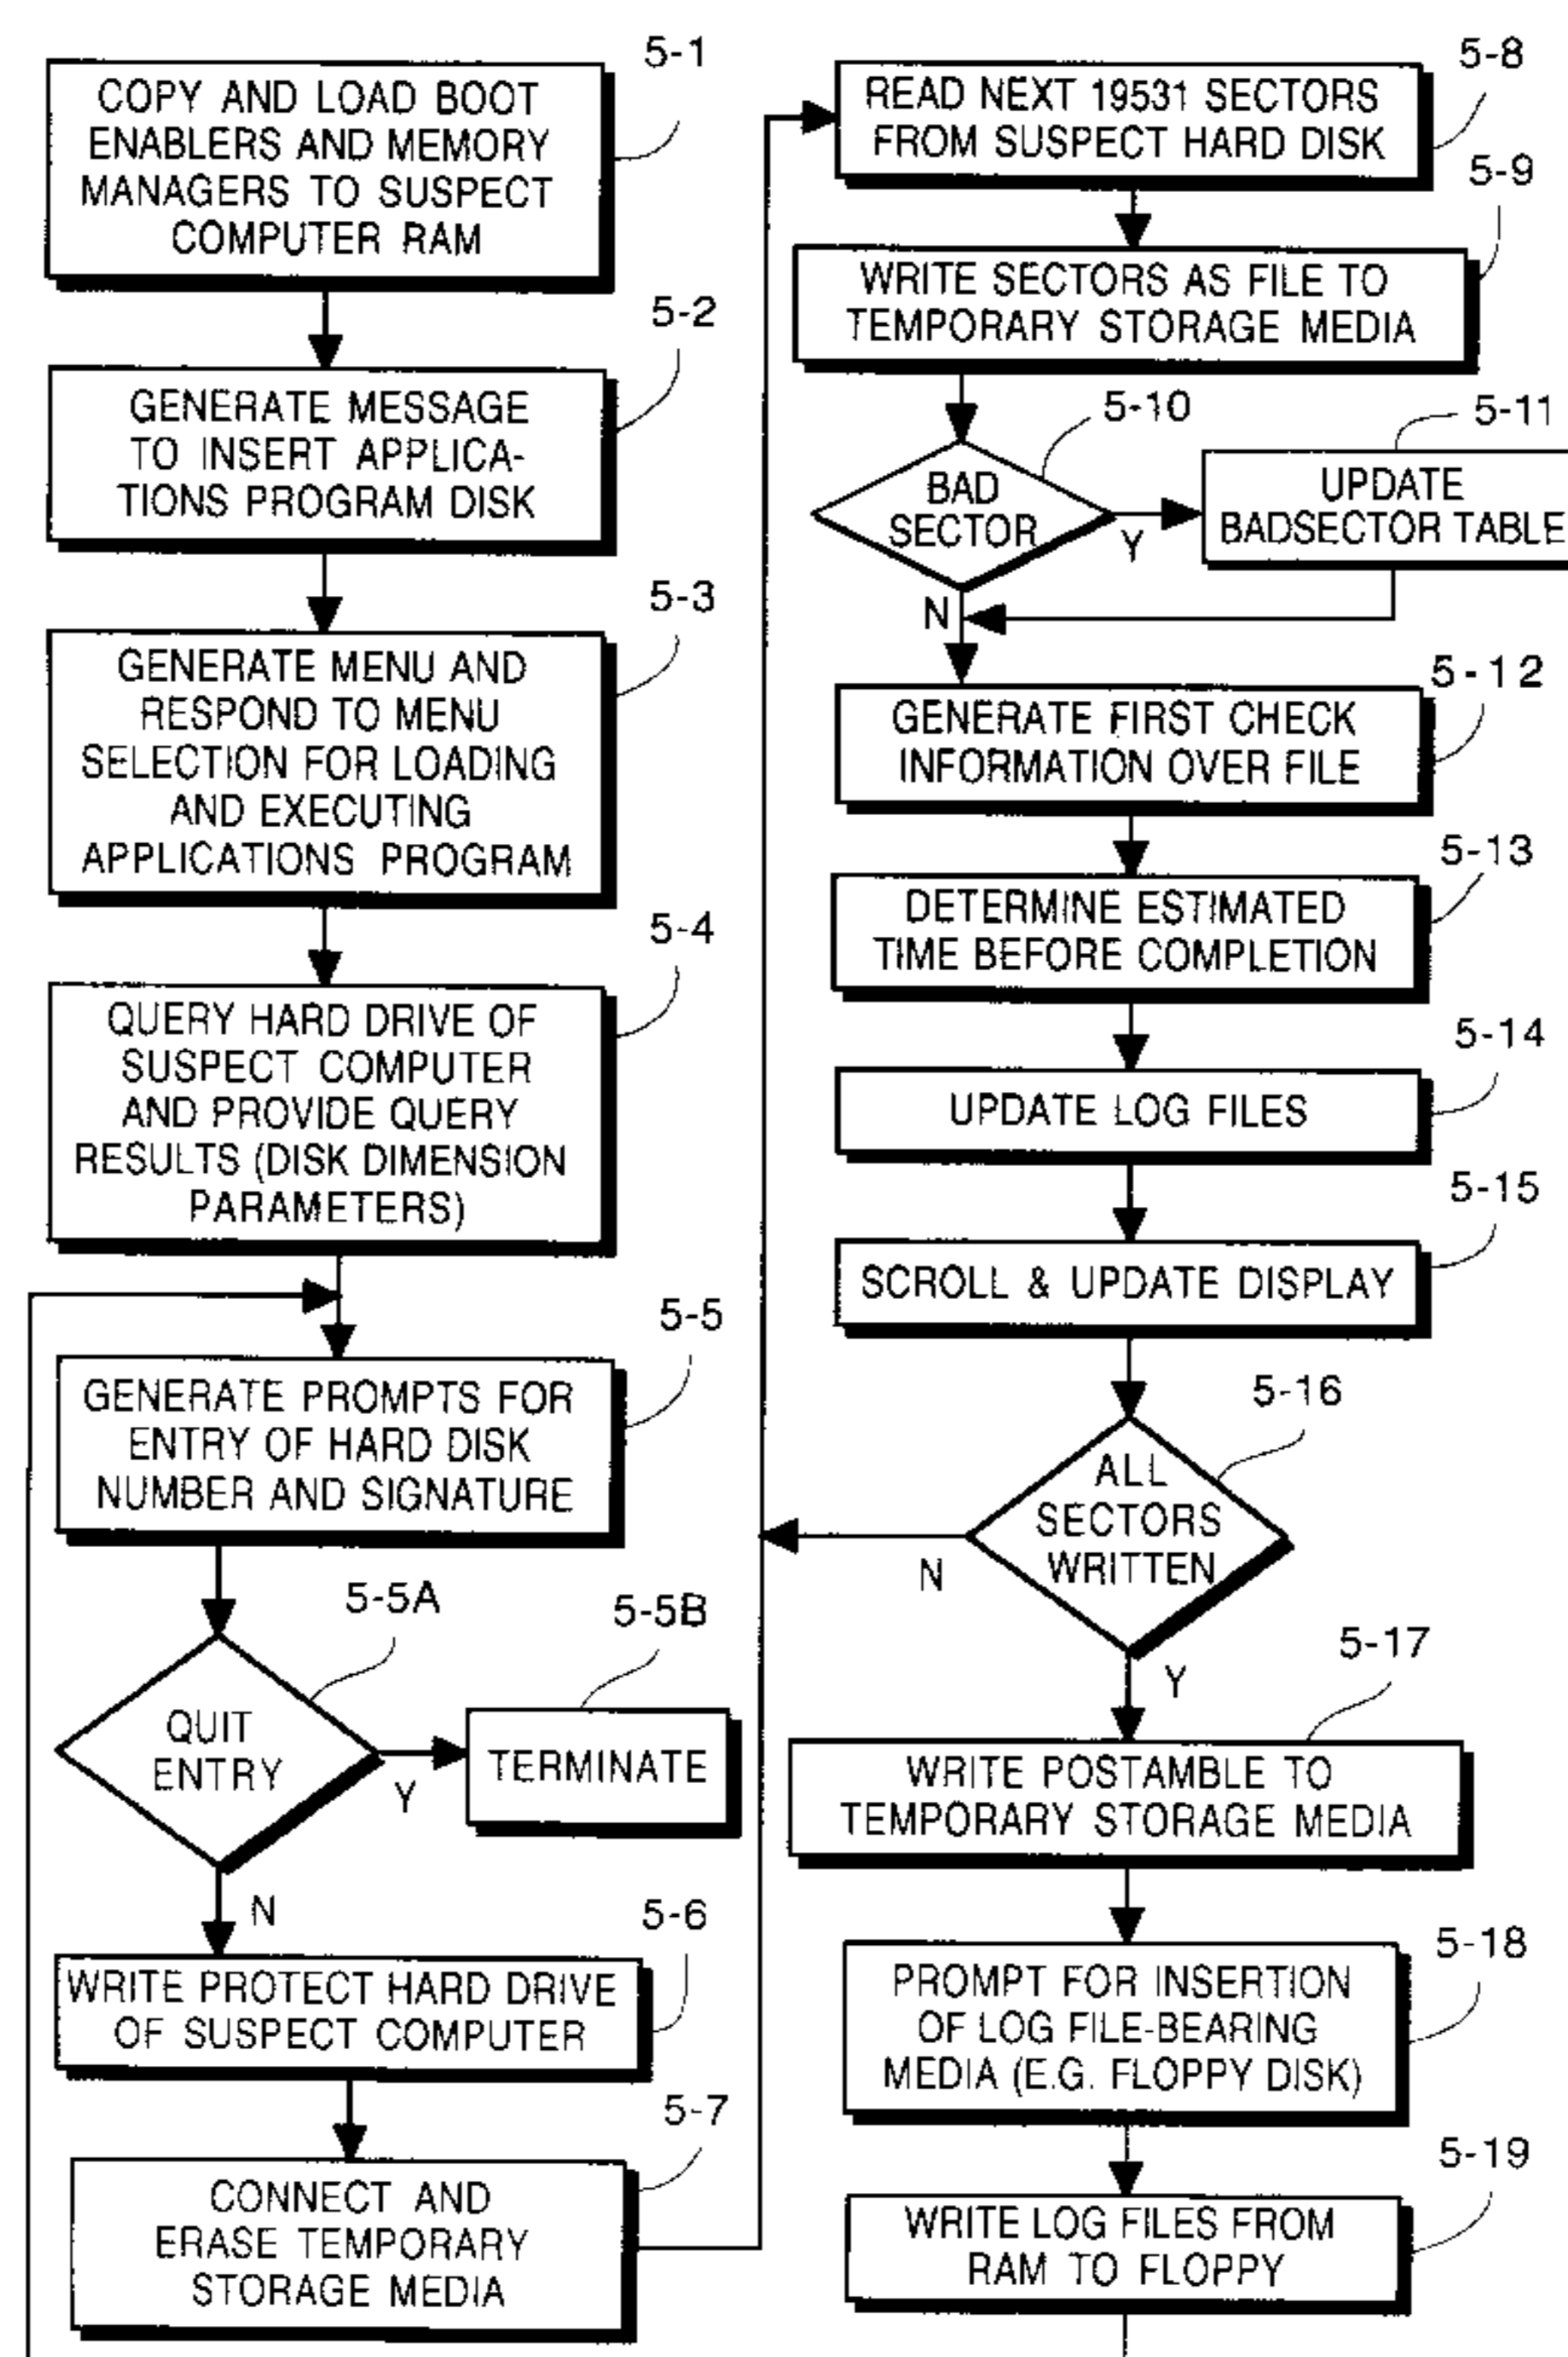 5-1
COPY AND LOAD BOOT
ENABLERS AND MEMORY
MANAGERS TO SUSPECT
COMPUTER RAM
5-2
GENERATE MESSAGE
TO INSERT APPLICA-
TIONS PROGRAM DISK
5-3
GENERATE MENU AND
RESPOND TO MENU
SELECTION FOR LOADING
AND EXECUTING
APPLICATIONS PROGRAM
5-4
QUERY HARD DRIVE OF
SUSPECT COMPUTER
AND PROVIDE QUERY
RESULTS (DISK DIMENSION
PARAMETERS)
5-5
GENERATE PROMPTS FOR
ENTRY OF HARD DISK
NUMBER AND SIGNATURE
5-5A
QUIT
ENTRY
Y
5-5B
TERMINATE
N
5-6
WRITE PROTECT HARD DRIVE
OF SUSPECT COMPUTER
5-7
CONNECT AND
ERASE TEMPORARY
STORAGE MEDIA
5-8
READ NEXT 19531 SECTORS
FROM SUSPECT HARD DISK
5-9
WRITE SECTORS AS FILE TO
TEMPORARY STORAGE MEDIA
5-10
BAD
SECTOR
Y
5-11
UPDATE
BADSECTOR TABLE
N
5-12
GENERATE FIRST CHECK
INFORMATION OVER FILE
5-13
DETERMINE ESTIMATED
TIME BEFORE COMPLETION
5-14
UPDATE LOG FILES
5-15
SCROLL & UPDATE DISPLAY
5-16
ALL
SECTORS
WRITTEN
N
Y
5-17
WRITE POSTAMBLE TO
TEMPORARY STORAGE MEDIA
5-18
PROMPT FOR INSERTION
OF LOG FILE-BEARING
MEDIA (E.G. FLOPPY DISK)
5-19
WRITE LOG FILES FROM
RAM TO FLOPPY